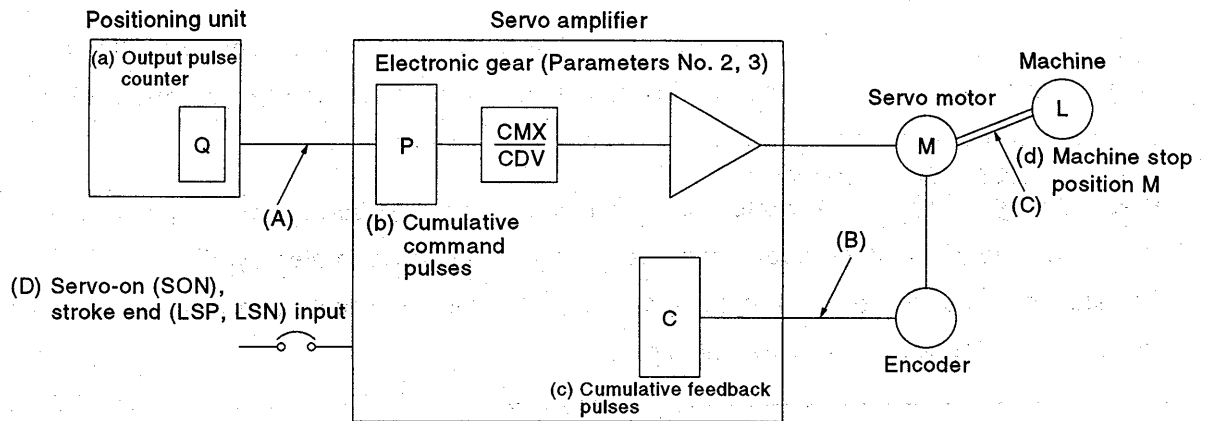 Positioning unit
Servo amplifier
(a) Output pulse
counter
Electronic gear (Parameters No. 2, 3)
Machine
Servo motor
L
Q
P
CMX
CDV
M
(d) Machine stop
position M
(A)
(C)
(b) Cumulative
command
pulses
(B)
(D) Servo-on (SON),
stroke end (LSP, LSN) input
C
Encoder
(c) Cumulative feedback
pulses